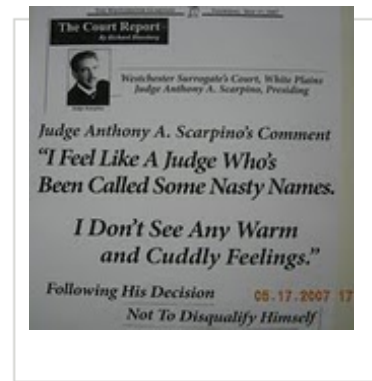 The Court Report
By Richard Blassberg
Westchester Surrogate's Court, White Plains
Judge Anthony A. Scarpino, Presiding
Judge Anthony A. Scarpino's Comment
“I Feel Like A Judge Who's
Been Called Some Nasty Names.
I Don't See Any Warm
and Cuddly Feelings.”
Following His Decision
Not To Disqualify Himself
05.17.2007 17